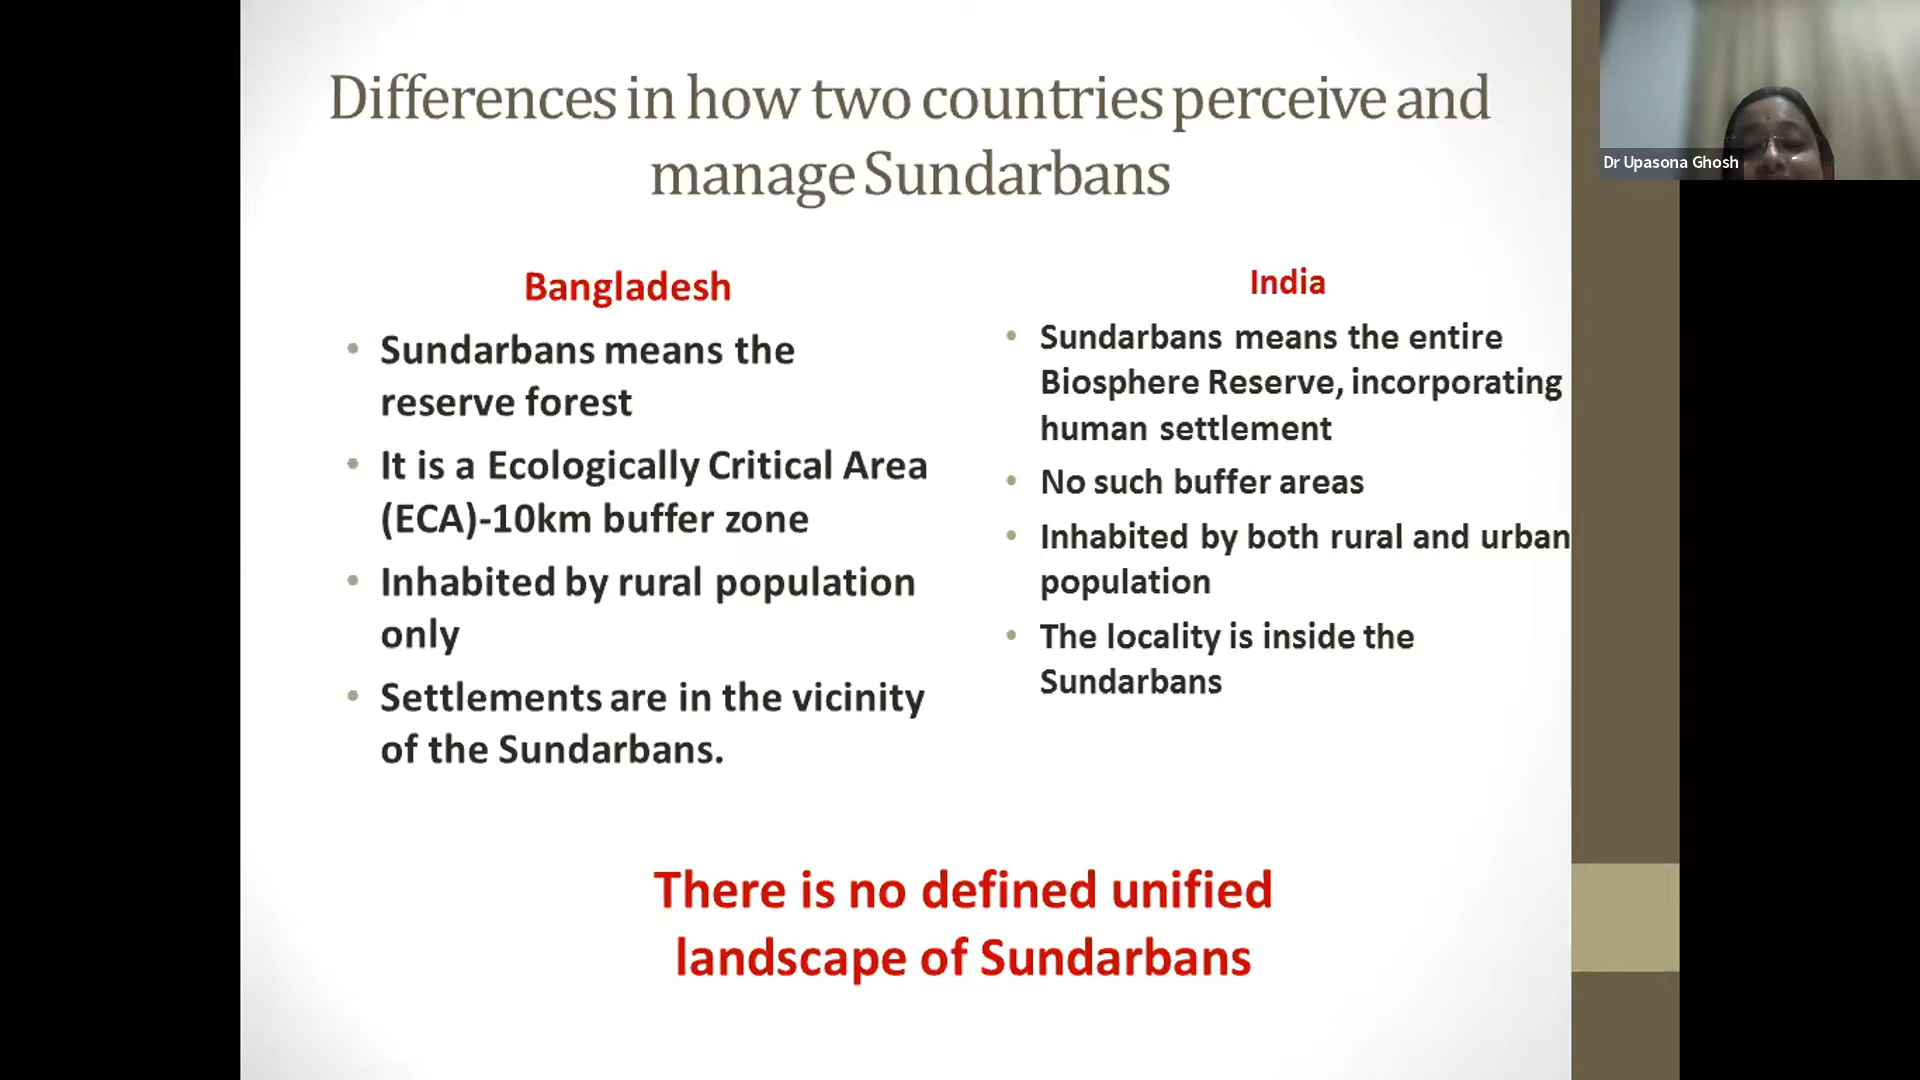 Differences in how two countries perceive and
manage Sundarbans
Bangladesh
• Sundarbans means the
reserve forest
• It is a Ecologically Critical Area
(ECA)-10km buffer zone
• Inhabited by rural population
only
• Settlements are in the vicinity
of the Sundarbans.
India
• Sundarbans means the entire
Biosphere Reserve, incorporating
human settlement
• No such buffer areas
• Inhabited by both rural and urban
population
• The locality is inside the
Sundarbans
There is no defined unified
landscape of Sundarbans
Dr Upasona Ghosh